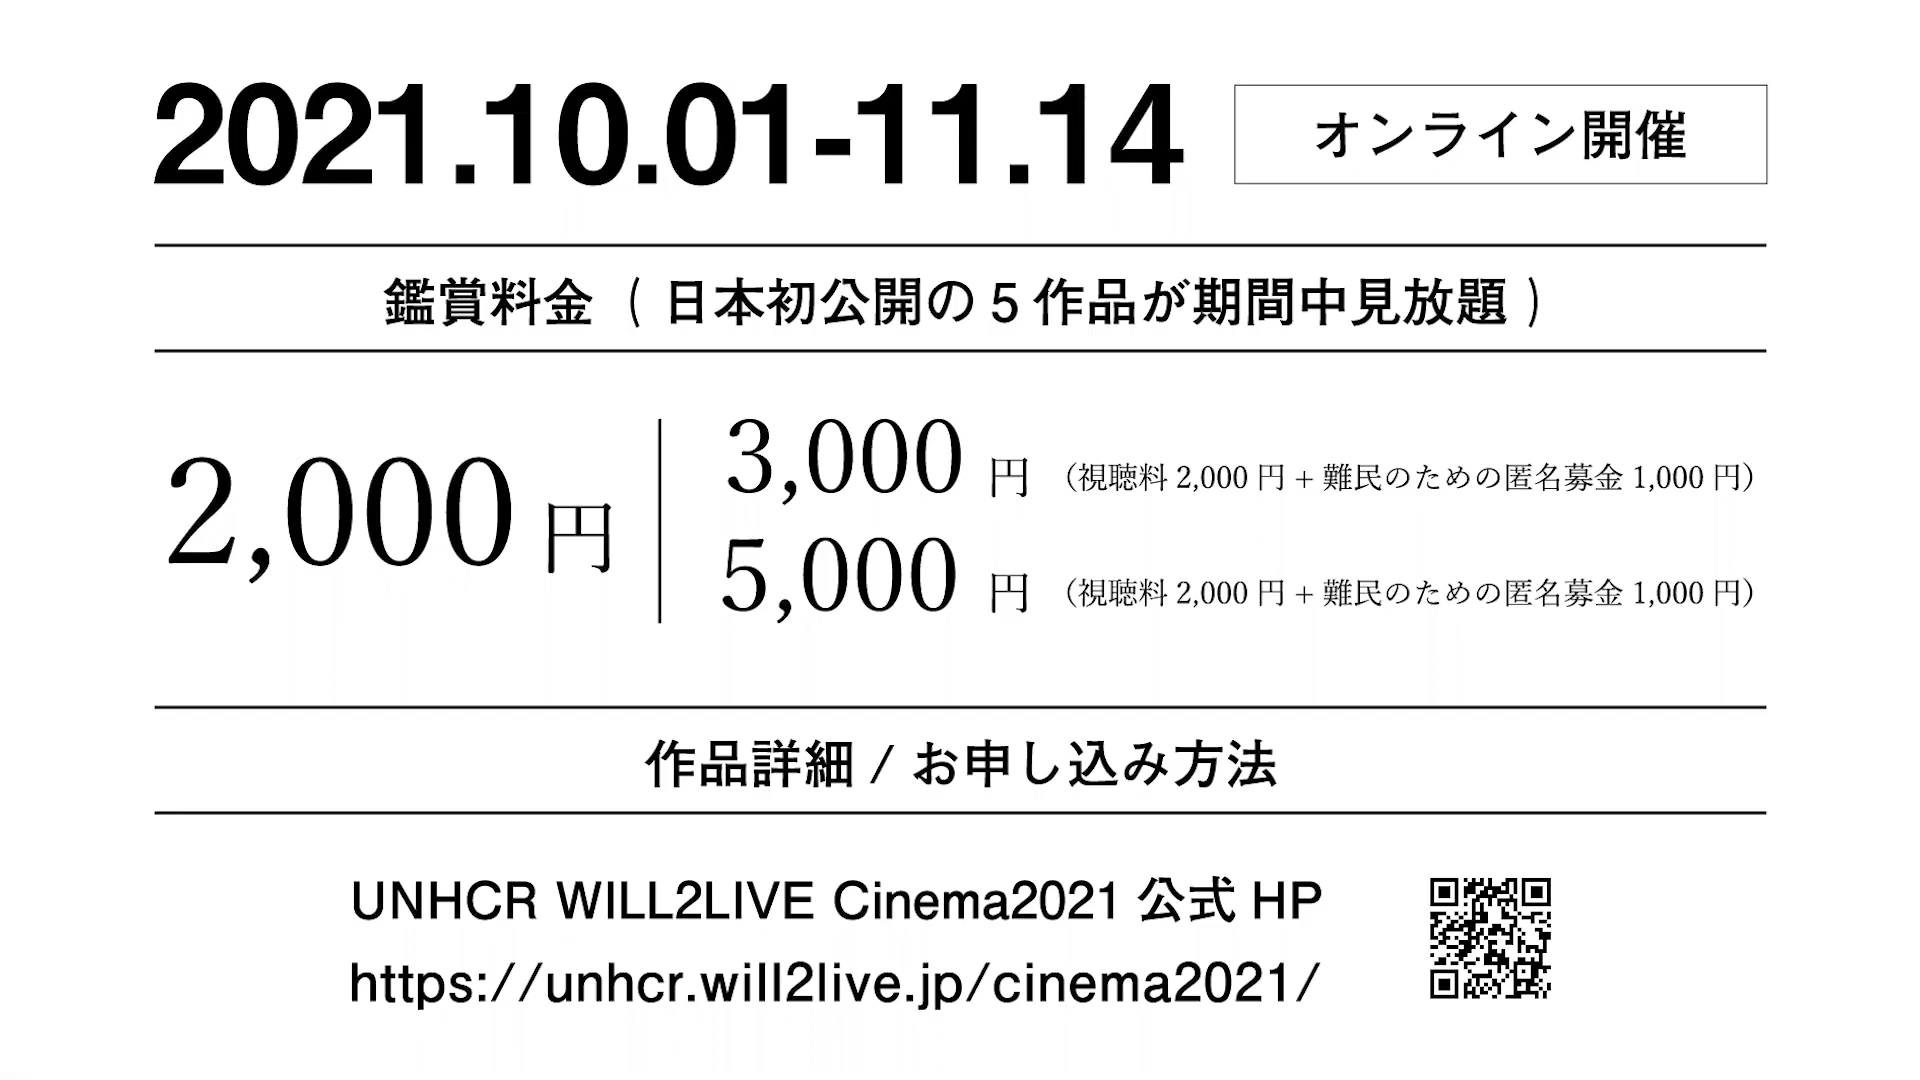 2021.10.01-11.14 オンライン開催
鑑賞料金（日本初公開の5作品が期間中見放題）
2,000円
3,000円（視聴料2,000円+難民のための匿名募金1,000円）
5,000円（視聴料2,000円+難民のための匿名募金1,000円）
作品詳細/お申し込み方法
UNHCR WILL2LIVE Cinema2021 公式HP
https://unhcr.will2live.jp/cinema2021/